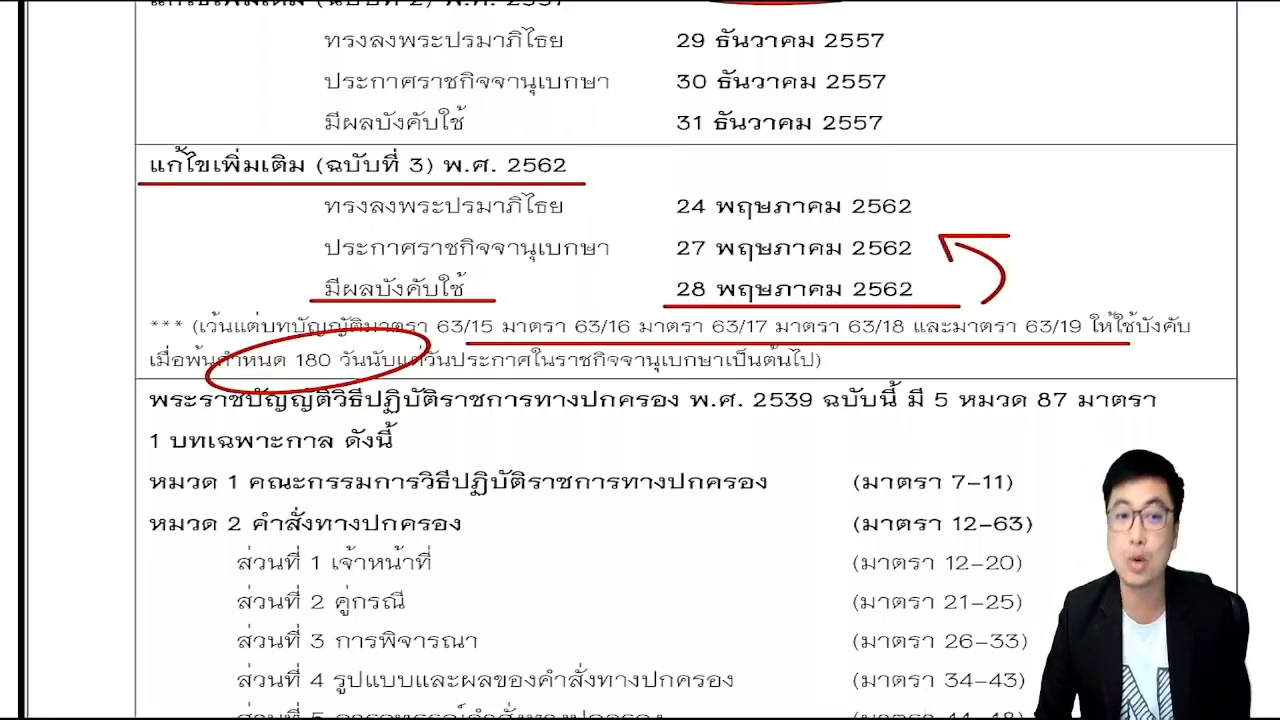 แก้ไขเพิ่มเติม (ฉบับที่ 2) พ.ศ. 2557
ทรงลงพระปรมาภิไธย 29 ธันวาคม 2557
ประกาศราชกิจจานุเบกษา 30 ธันวาคม 2557
มีผลบังคับใช้ 31 ธันวาคม 2557
แก้ไขเพิ่มเติม (ฉบับที่ 3) พ.ศ. 2562
ทรงลงพระปรมาภิไธย 24 พฤษภาคม 2562
ประกาศราชกิจจานุเบกษา 27 พฤษภาคม 2562
มีผลบังคับใช้ 28 พฤษภาคม 2562
*** (เว้นแต่บทบัญญัติมาตรา 63/15 มาตรา 63/16 มาตรา 63/17 มาตรา 63/18 และมาตรา 63/19 ให้ใช้บังคับ
เมื่อพ้นกำหนด 180 วันนับแต่วันประกาศในราชกิจจานุเบกษาเป็นต้นไป)
พระราชบัญญัติวิธีปฏิบัติราชการทางปกครอง พ.ศ. 2539 ฉบับนี้ มี 5 หมวด 87 มาตรา
1 บทเฉพาะกาล ดังนี้
หมวด 1 คณะกรรมการวิธีปฏิบัติราชการทางปกครอง (มาตรา 7-11)
หมวด 2 คำสั่งทางปกครอง (มาตรา 12-63)
ส่วนที่ 1 เจ้าหน้าที่ (มาตรา 12-20)
ส่วนที่ 2 คู่กรณี (มาตรา 21-25)
ส่วนที่ 3 การพิจารณา (มาตรา 26-33)
ส่วนที่ 4 รูปแบบและผลของคำสั่งทางปกครอง (มาตรา 34-43)